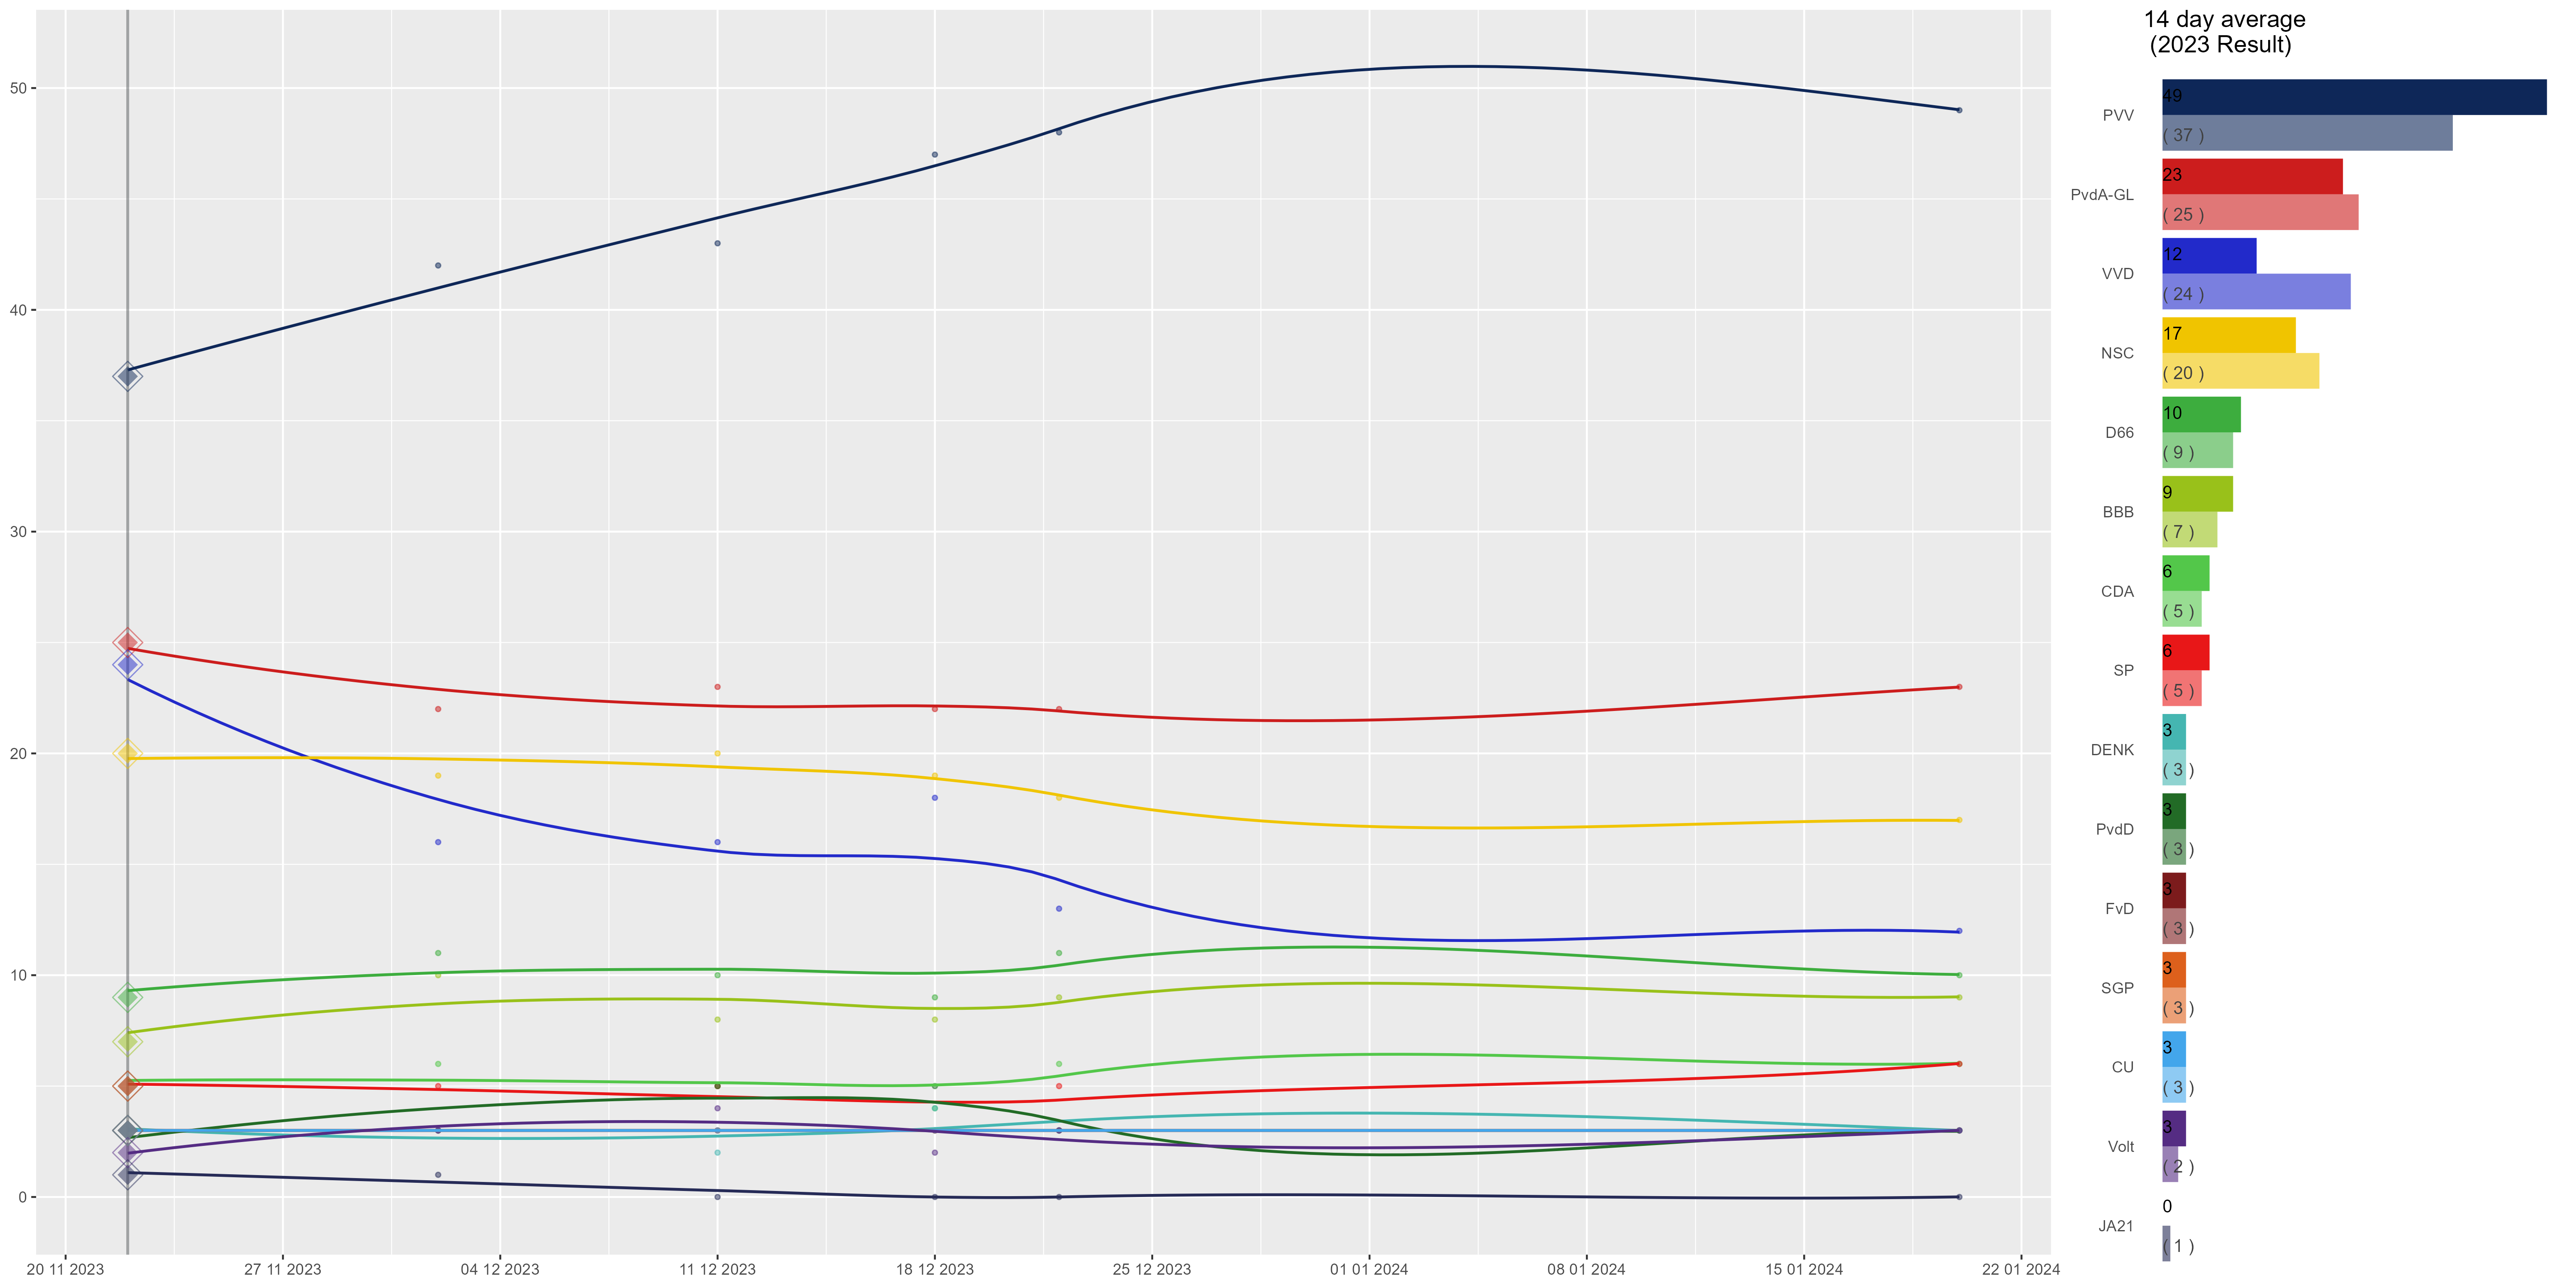 14 day average
(2023 Result)
50
40
30
20
10
0
20 11 2023
27 11 2023
04 12 2023
11 12 2023
18 12 2023
25 12 2023
01 01 2024
08 01 2024
15 01 2024
22 01 2024
PVV
49
( 37 )
PvdA-GL
23
( 25 )
VVD
12
( 24 )
NSC
17
( 20 )
D66
10
( 9 )
BBB
9
( 7 )
CDA
6
( 5 )
SP
6
( 5 )
DENK
3
( 3 )
PvdD
3
( 3 )
FvD
3
( 3 )
SGP
3
( 3 )
CU
3
( 3 )
Volt
3
( 2 )
JA21
0
( 1 )